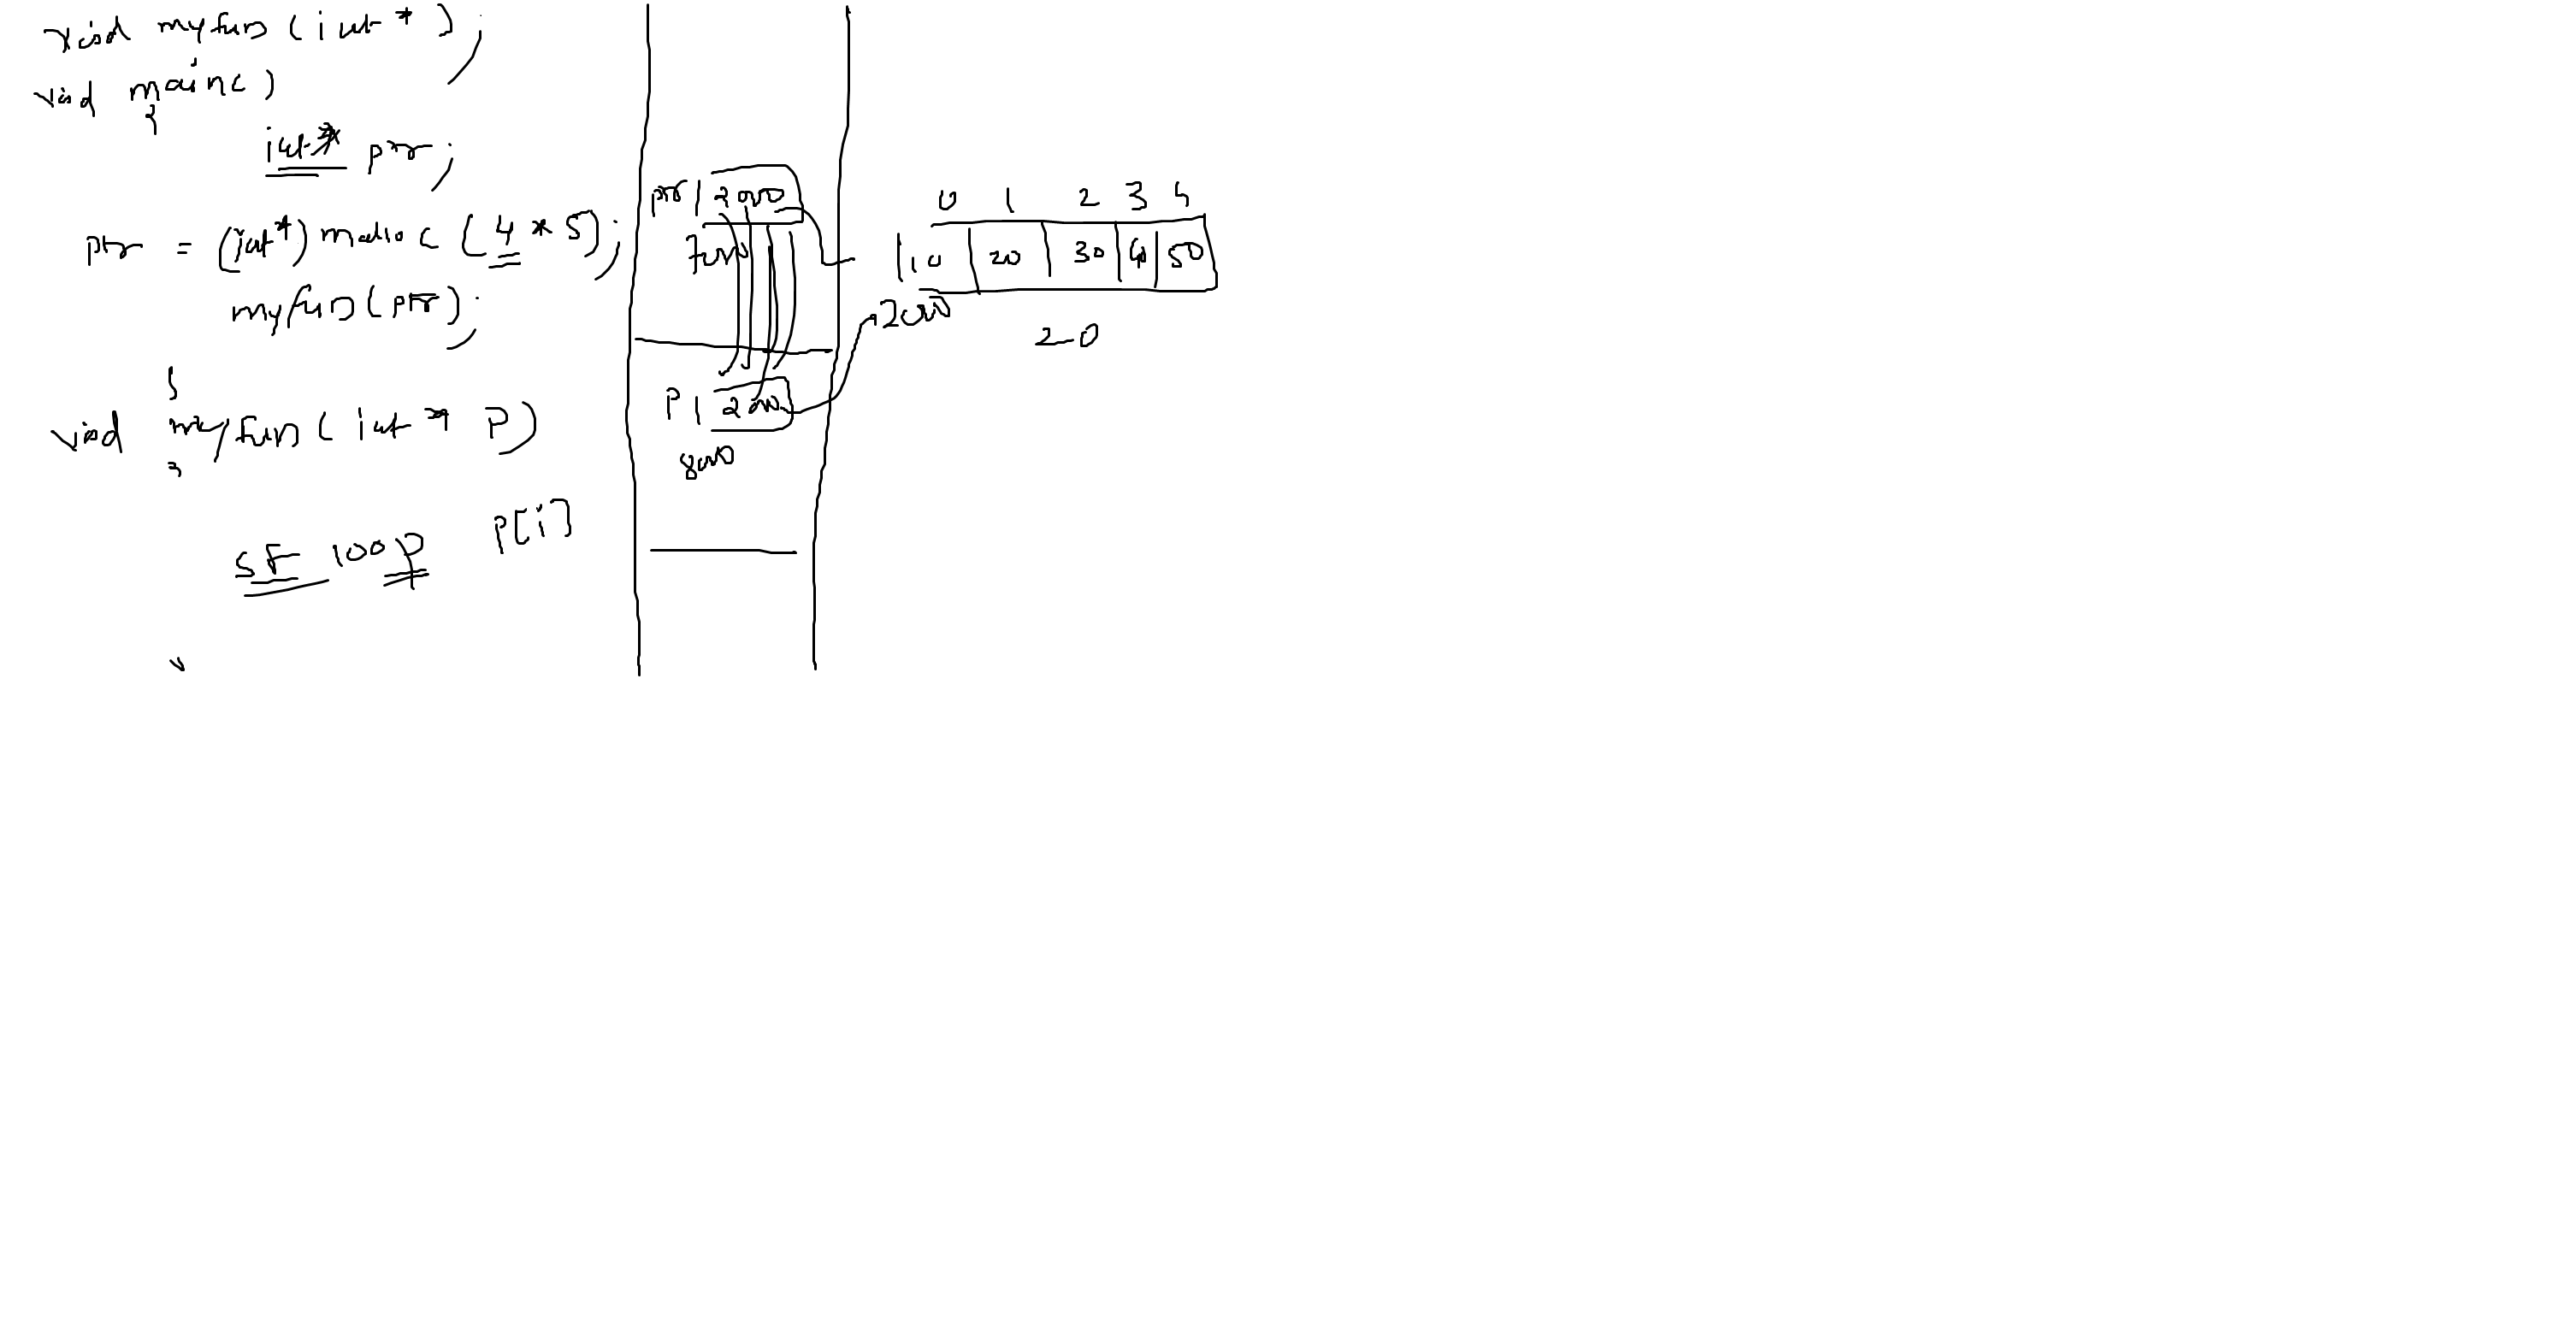 void myfun(int*);
void main()
{
int* ptr;
ptr = (int*)malloc(4*5);
myfun(ptr);
}
void myfun(int* P)
{
SF loop P[i]
ptr 2000
7000
P 2000
8000
0 1 2 3 4
10 20 30 40 50
2000
20